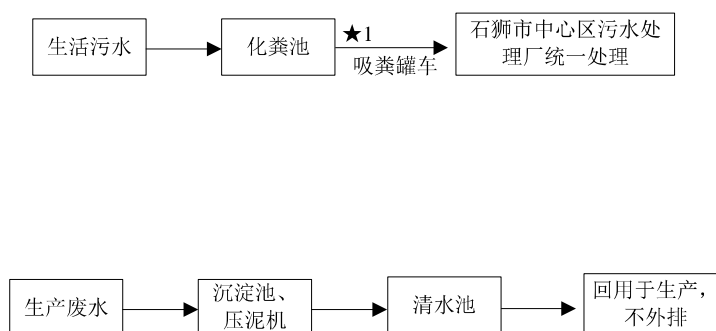 生活污水
化粪池
★1
吸粪罐车
石狮市中心区污水处
理厂统一处理
生产废水
沉淀池、
压泥机
清水池
回用于生产，
不外排